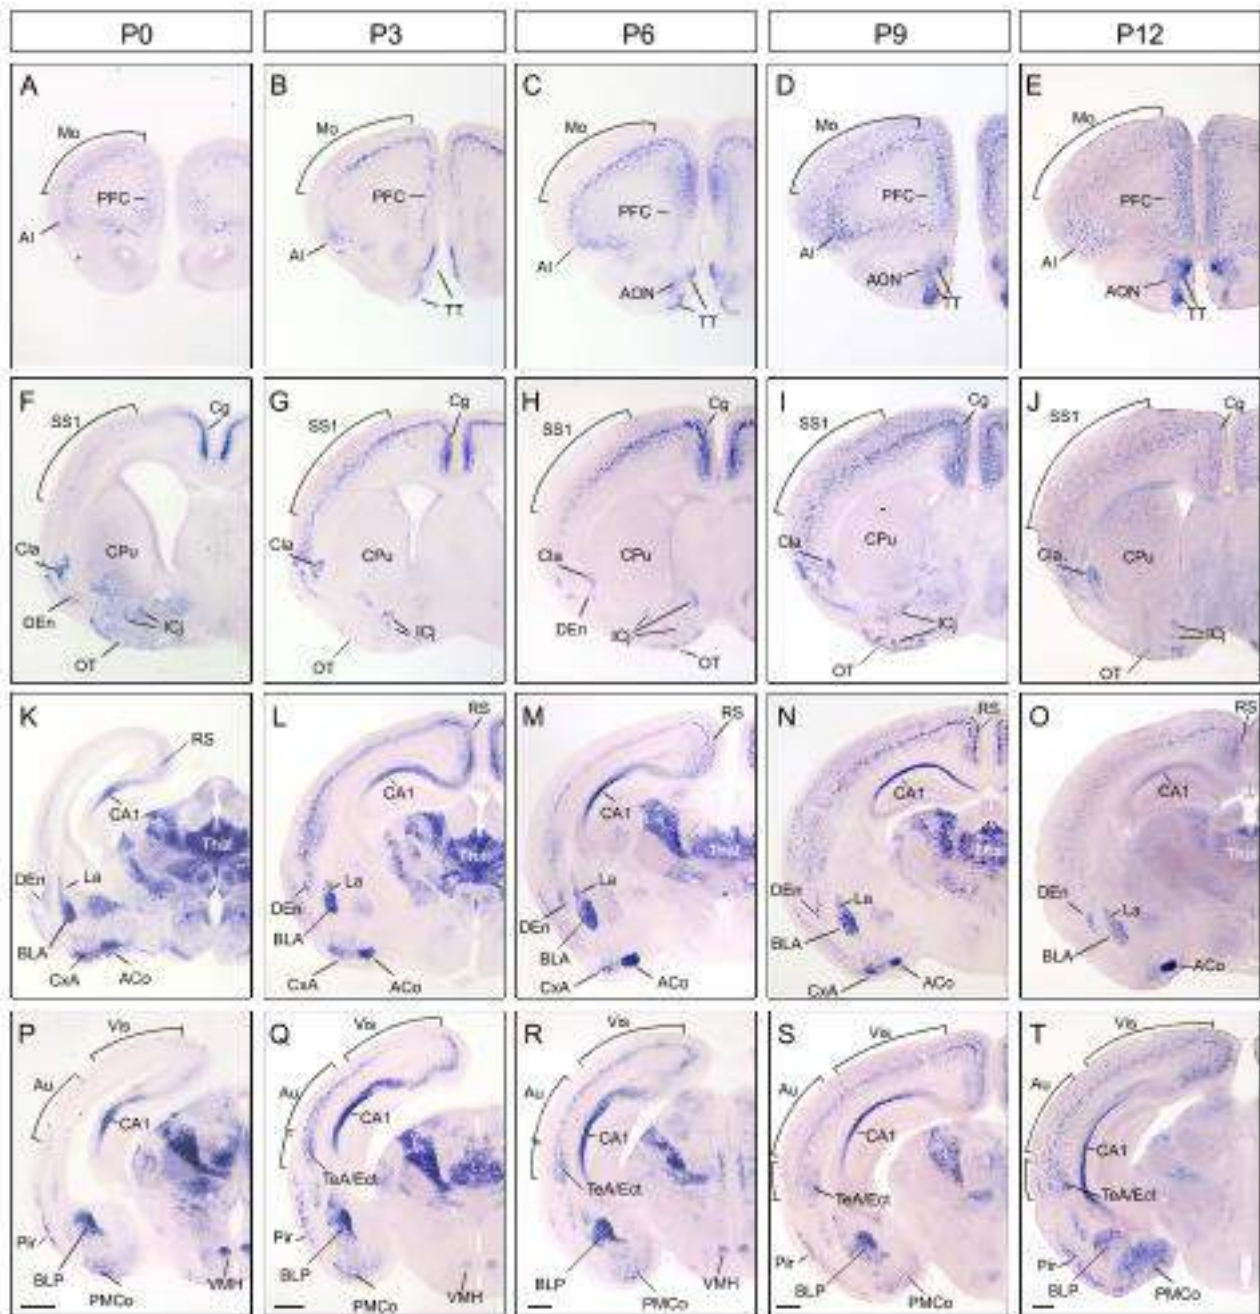 P0 P3 P6 P9 P12
A B C D E
Mo Mo Mo Mo Mo
PFC PFC PFC PFC PFC
AI AI AI AI AI
AON AON AON
TT TT TT TT
F G H I J
SS1 Cg SS1 Cg SS1 Cg SS1 Cg SS1 Cg
Cla CPu Cla CPu Cla CPu Cla CPu Cla CPu
DEn ICj ICj DEn ICj ICj ICj
OT OT OT OT OT
K L M N O
RS RS RS RS RS
CA1 CA1 CA1 CA1 CA1
Thal Thal Thal Thal Thal
DEn La DEn La DEn La DEn La DEn La
BLA BLA BLA BLA BLA
CxA ACo CxA ACo CxA ACo CxA ACo ACo
P Q R S T
Vis Vis Vis Vis Vis
Au Au Au Au Au
CA1 CA1 CA1 CA1 CA1
TeA/Ect TeA/Ect TeA/Ect TeA/Ect
Pir Pir Pir Pir
BLP VMH BLP VMH BLP VMH BLP BLP
PMCo PMCo PMCo PMCo PMCo